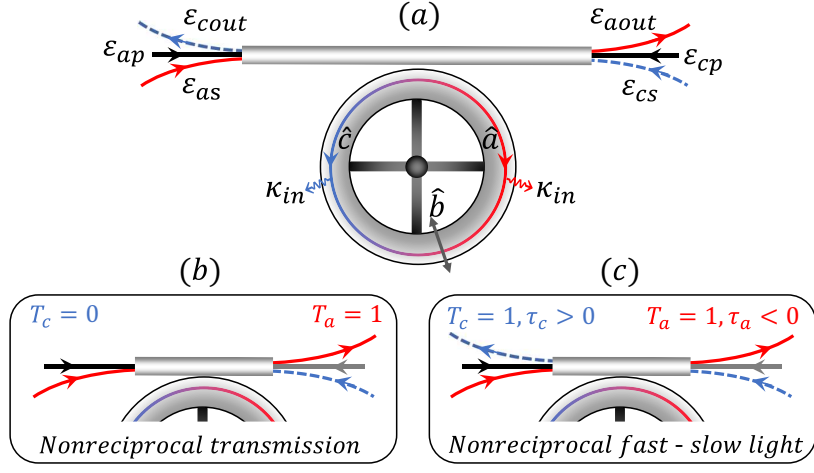 (a)
ε_cout
ε_aout
ε_ap
ε_cp
ε_as
ε_cs
ĉ
â
κ_in
κ_in
b̂
(b)
(c)
T_c = 0
T_a = 1
T_c = 1, τ_c > 0
T_a = 1, τ_a < 0
Nonreciprocal transmission
Nonreciprocal fast - slow light